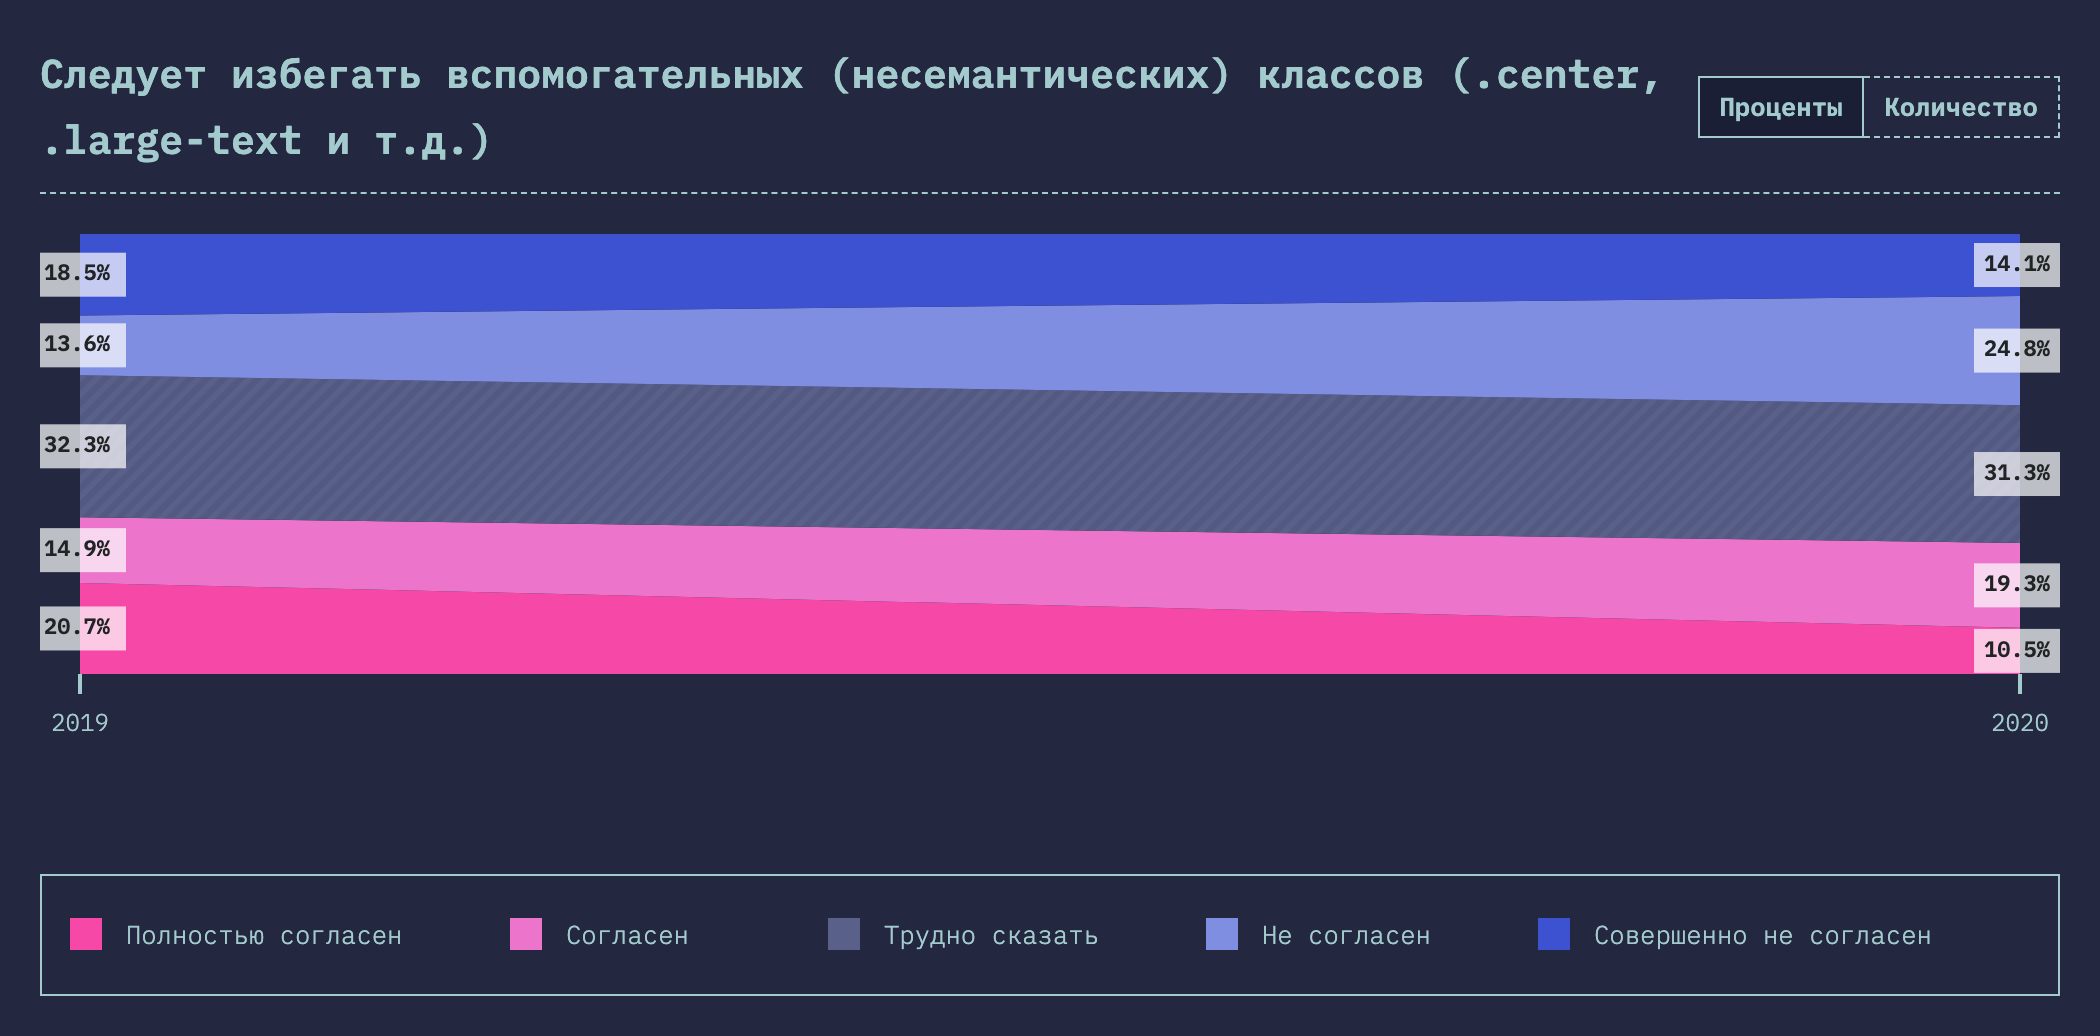 Следует избегать вспомогательных (несемантических) классов (.center,
.large-text и т.д.)
Проценты
Количество
18.5%
13.6%
32.3%
14.9%
20.7%
14.1%
24.8%
31.3%
19.3%
10.5%
2019
2020
Полностью согласен
Согласен
Трудно сказать
Не согласен
Совершенно не согласен